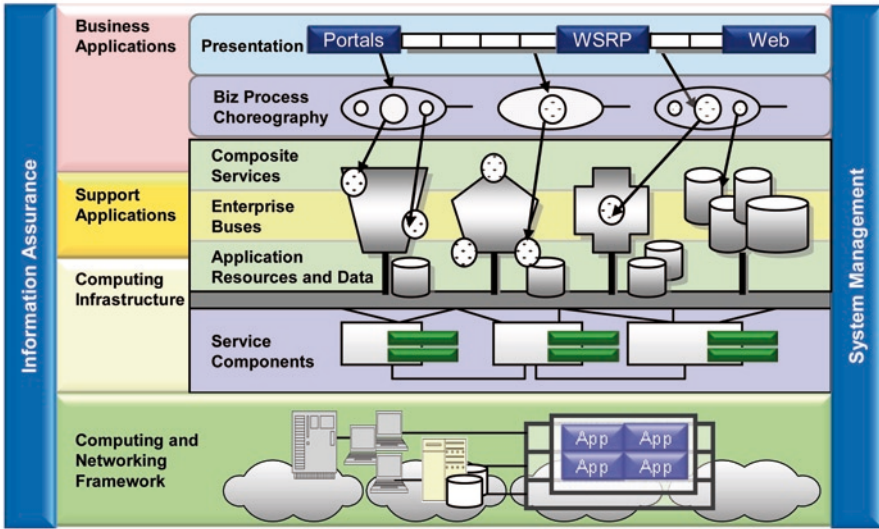 Business
Applications
Presentation
Portals
WSRP
Web
Biz Process
Choreography
Composite
Services
Support
Applications
Enterprise
Buses
Application
Resources and Data
Computing
Infrastructure
Service
Components
Computing and
Networking
Framework
App App
App App
Information Assurance
System Management